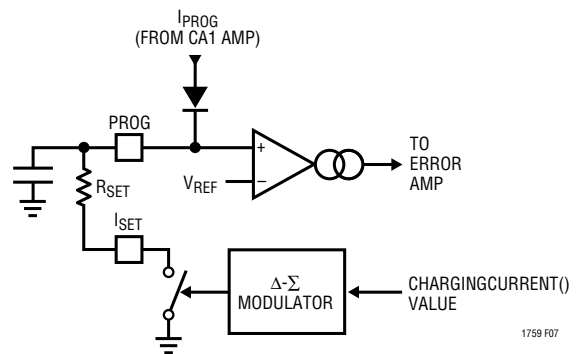 IPROG
(FROM CA1 AMP)
PROG
+
TO
ERROR
AMP
VREF
–
RSET
ISET
Δ-Σ
MODULATOR
CHARGINGCURRENT()
VALUE
1759 F07